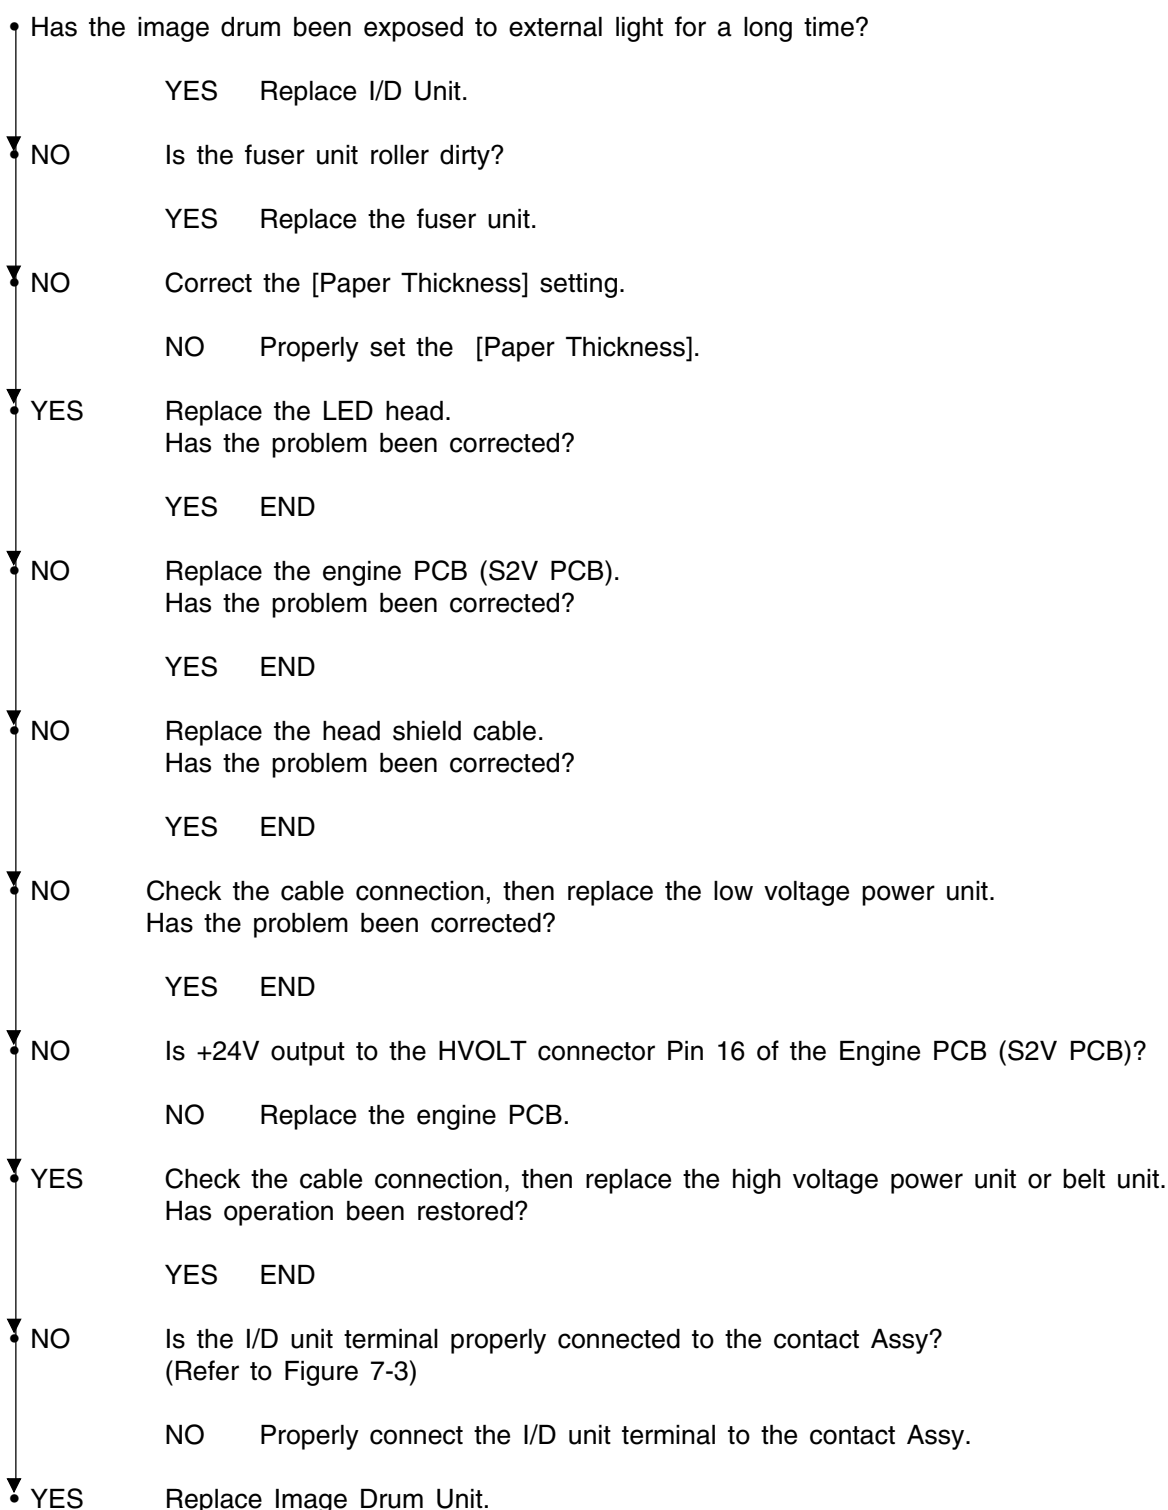 Has the image drum been exposed to external light for a long time?
YES Replace I/D Unit.
NO Is the fuser unit roller dirty?
YES Replace the fuser unit.
NO Correct the [Paper Thickness] setting.
NO Properly set the [Paper Thickness].
YES Replace the LED head.
Has the problem been corrected?
YES END
NO Replace the engine PCB (S2V PCB).
Has the problem been corrected?
YES END
NO Replace the head shield cable.
Has the problem been corrected?
YES END
NO Check the cable connection, then replace the low voltage power unit.
Has the problem been corrected?
YES END
NO Is +24V output to the HVOLT connector Pin 16 of the Engine PCB (S2V PCB)?
NO Replace the engine PCB.
YES Check the cable connection, then replace the high voltage power unit or belt unit.
Has operation been restored?
YES END
NO Is the I/D unit terminal properly connected to the contact Assy?
(Refer to Figure 7-3)
NO Properly connect the I/D unit terminal to the contact Assy.
YES Replace Image Drum Unit.